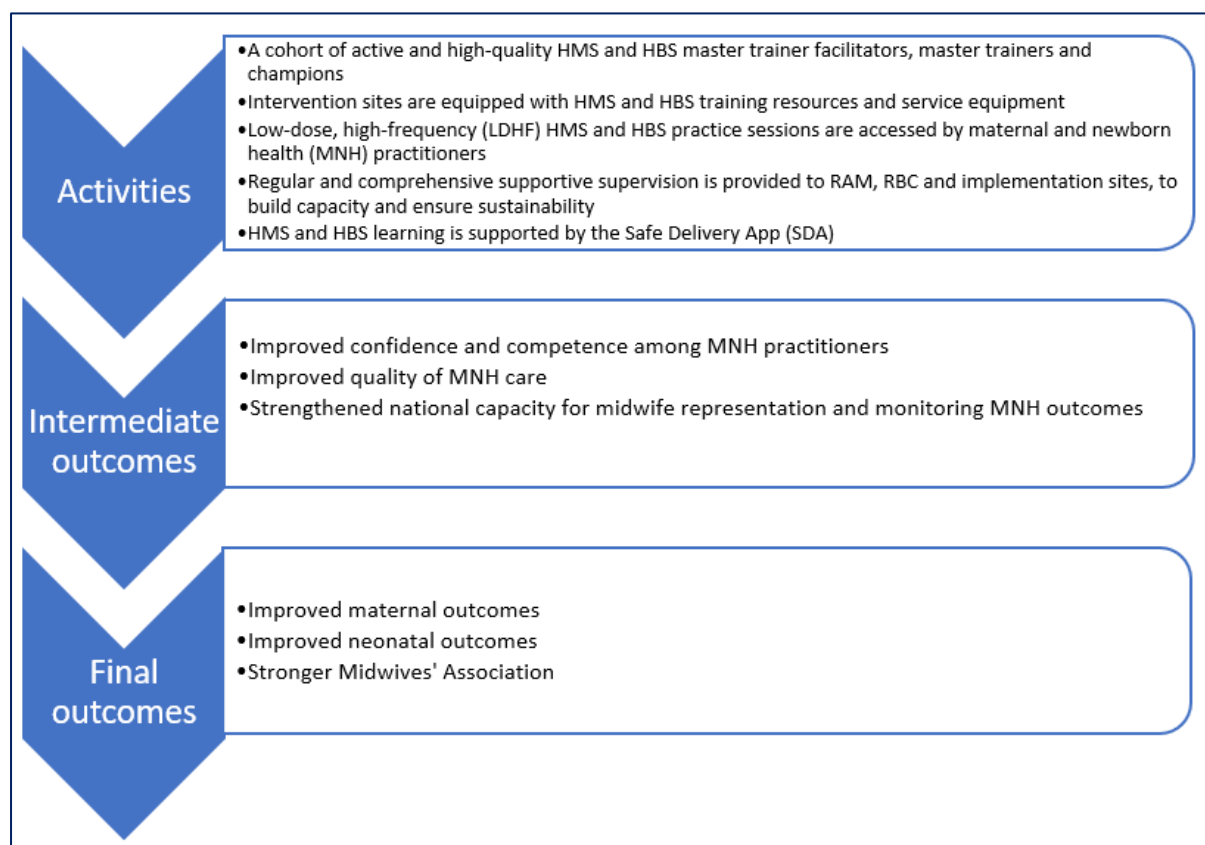 Activities
•A cohort of active and high-quality HMS and HBS master trainer facilitators, master trainers and
champions
•Intervention sites are equipped with HMS and HBS training resources and service equipment
•Low-dose, high-frequency (LDHF) HMS and HBS practice sessions are accessed by maternal and newborn
health (MNH) practitioners
•Regular and comprehensive supportive supervision is provided to RAM, RBC and implementation sites, to
build capacity and ensure sustainability
•HMS and HBS learning is supported by the Safe Delivery App (SDA)
Intermediate
outcomes
•Improved confidence and competence among MNH practitioners
•Improved quality of MNH care
•Strengthened national capacity for midwife representation and monitoring MNH outcomes
Final
outcomes
•Improved maternal outcomes
•Improved neonatal outcomes
•Stronger Midwives' Association